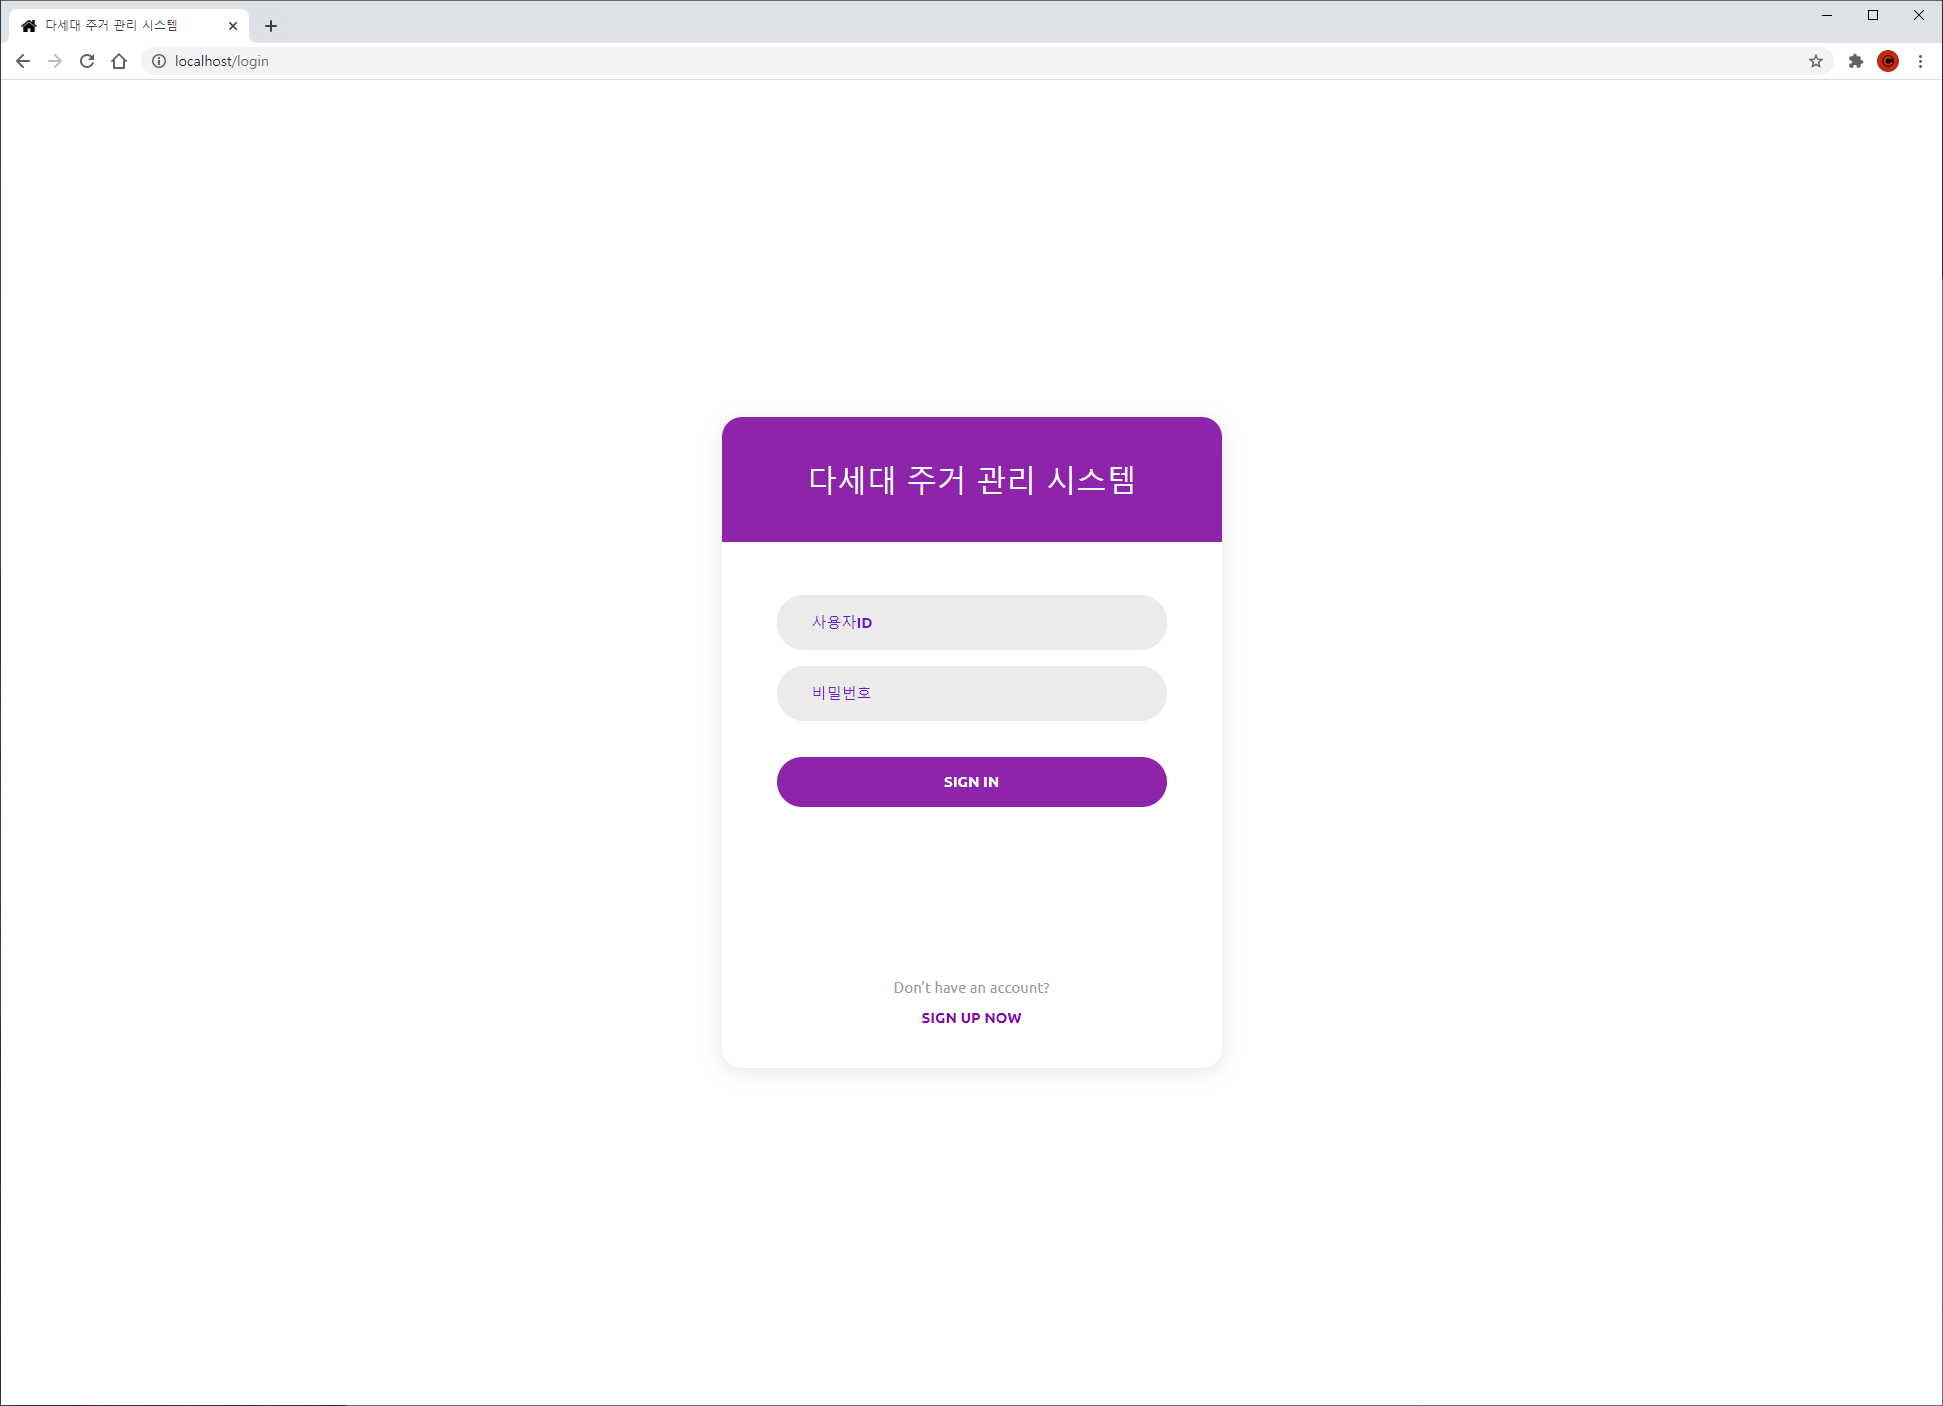 다세대 주거 관리 시스템
localhost/login
다세대 주거 관리 시스템
사용자ID
비밀번호
SIGN IN
Don’t have an account?
SIGN UP NOW